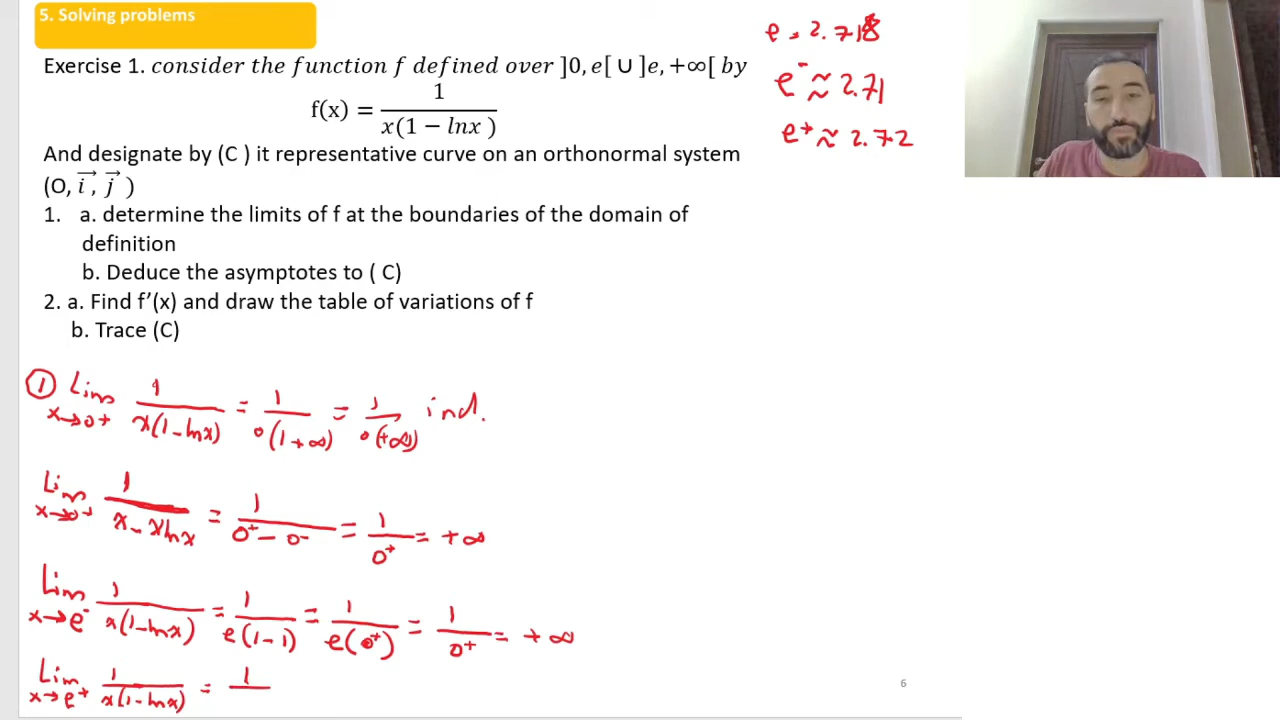 5. Solving problems
Exercise 1. consider the function f defined over ]0, e[ ∪ ]e, +∞[ by
f(x) = 1 / x(1 − lnx )
And designate by (C ) it representative curve on an orthonormal system
(O, i⃗ , j⃗ )
1. a. determine the limits of f at the boundaries of the domain of
definition
b. Deduce the asymptotes to ( C)
2. a. Find f’(x) and draw the table of variations of f
b. Trace (C)
e = 2.718
e⁻ ≈ 2.71
e⁺ ≈ 2.72
① Lim x→0+ 1 / x(1-lnx) = 1 / 0(1+∞) = 1 / 0(+∞) ind.
Lim x→0+ 1 / x - xlnx = 1 / 0⁺ - 0⁻ = 1 / 0⁺ = +∞
Lim x→e⁻ 1 / x(1-lnx) = 1 / e(1-1) = 1 / e(0⁺) = 1 / 0⁺ = +∞
Lim x→e⁺ 1 / x(1-lnx) = 1
6